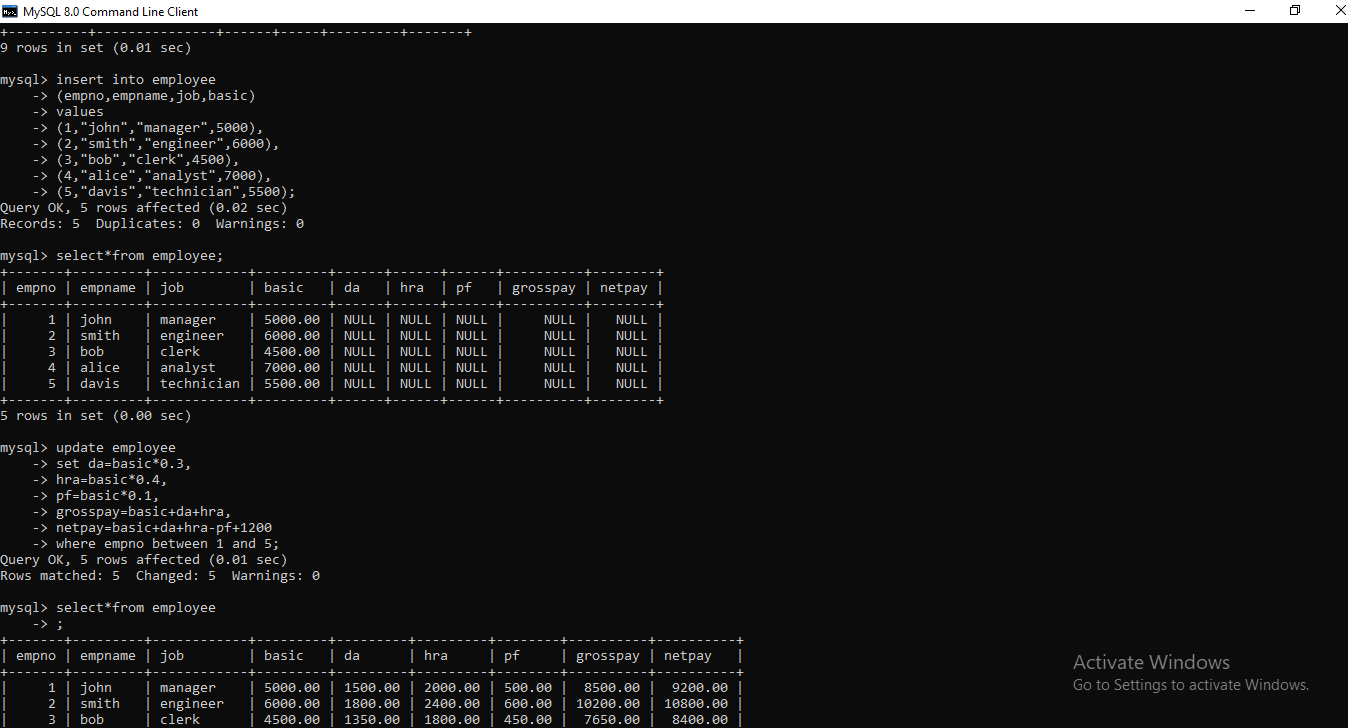 MySQL 8.0 Command Line Client
+----------+---------------+------+-----+---------+-------+
9 rows in set (0.01 sec)
mysql> insert into employee
    -> (empno,empname,job,basic)
    -> values
    -> (1,"john","manager",5000),
    -> (2,"smith","engineer",6000),
    -> (3,"bob","clerk",4500),
    -> (4,"alice","analyst",7000),
    -> (5,"davis","technician",5500);
Query OK, 5 rows affected (0.02 sec)
Records: 5  Duplicates: 0  Warnings: 0
mysql> select*from employee;
+-------+---------+------------+---------+------+------+------+----------+--------+
| empno | empname | job        | basic   | da   | hra  | pf   | grosspay | netpay |
+-------+---------+------------+---------+------+------+------+----------+--------+
|     1 | john    | manager    | 5000.00 | NULL | NULL | NULL |     NULL |   NULL |
|     2 | smith   | engineer   | 6000.00 | NULL | NULL | NULL |     NULL |   NULL |
|     3 | bob     | clerk      | 4500.00 | NULL | NULL | NULL |     NULL |   NULL |
|     4 | alice   | analyst    | 7000.00 | NULL | NULL | NULL |     NULL |   NULL |
|     5 | davis   | technician | 5500.00 | NULL | NULL | NULL |     NULL |   NULL |
+-------+---------+------------+---------+------+------+------+----------+--------+
5 rows in set (0.00 sec)
mysql> update employee
    -> set da=basic*0.3,
    -> hra=basic*0.4,
    -> pf=basic*0.1,
    -> grosspay=basic+da+hra,
    -> netpay=basic+da+hra-pf+1200
    -> where empno between 1 and 5;
Query OK, 5 rows affected (0.01 sec)
Rows matched: 5  Changed: 5  Warnings: 0
mysql> select*from employee
    -> ;
+-------+---------+------------+---------+---------+---------+--------+----------+----------+
| empno | empname | job        | basic   | da      | hra     | pf     | grosspay | netpay   |
+-------+---------+------------+---------+---------+---------+--------+----------+----------+
|     1 | john    | manager    | 5000.00 | 1500.00 | 2000.00 | 500.00 |  8500.00 |  9200.00 |
|     2 | smith   | engineer   | 6000.00 | 1800.00 | 2400.00 | 600.00 | 10200.00 | 10800.00 |
|     3 | bob     | clerk      | 4500.00 | 1350.00 | 1800.00 | 450.00 |  7650.00 |  8400.00 |
Activate Windows
Go to Settings to activate Windows.